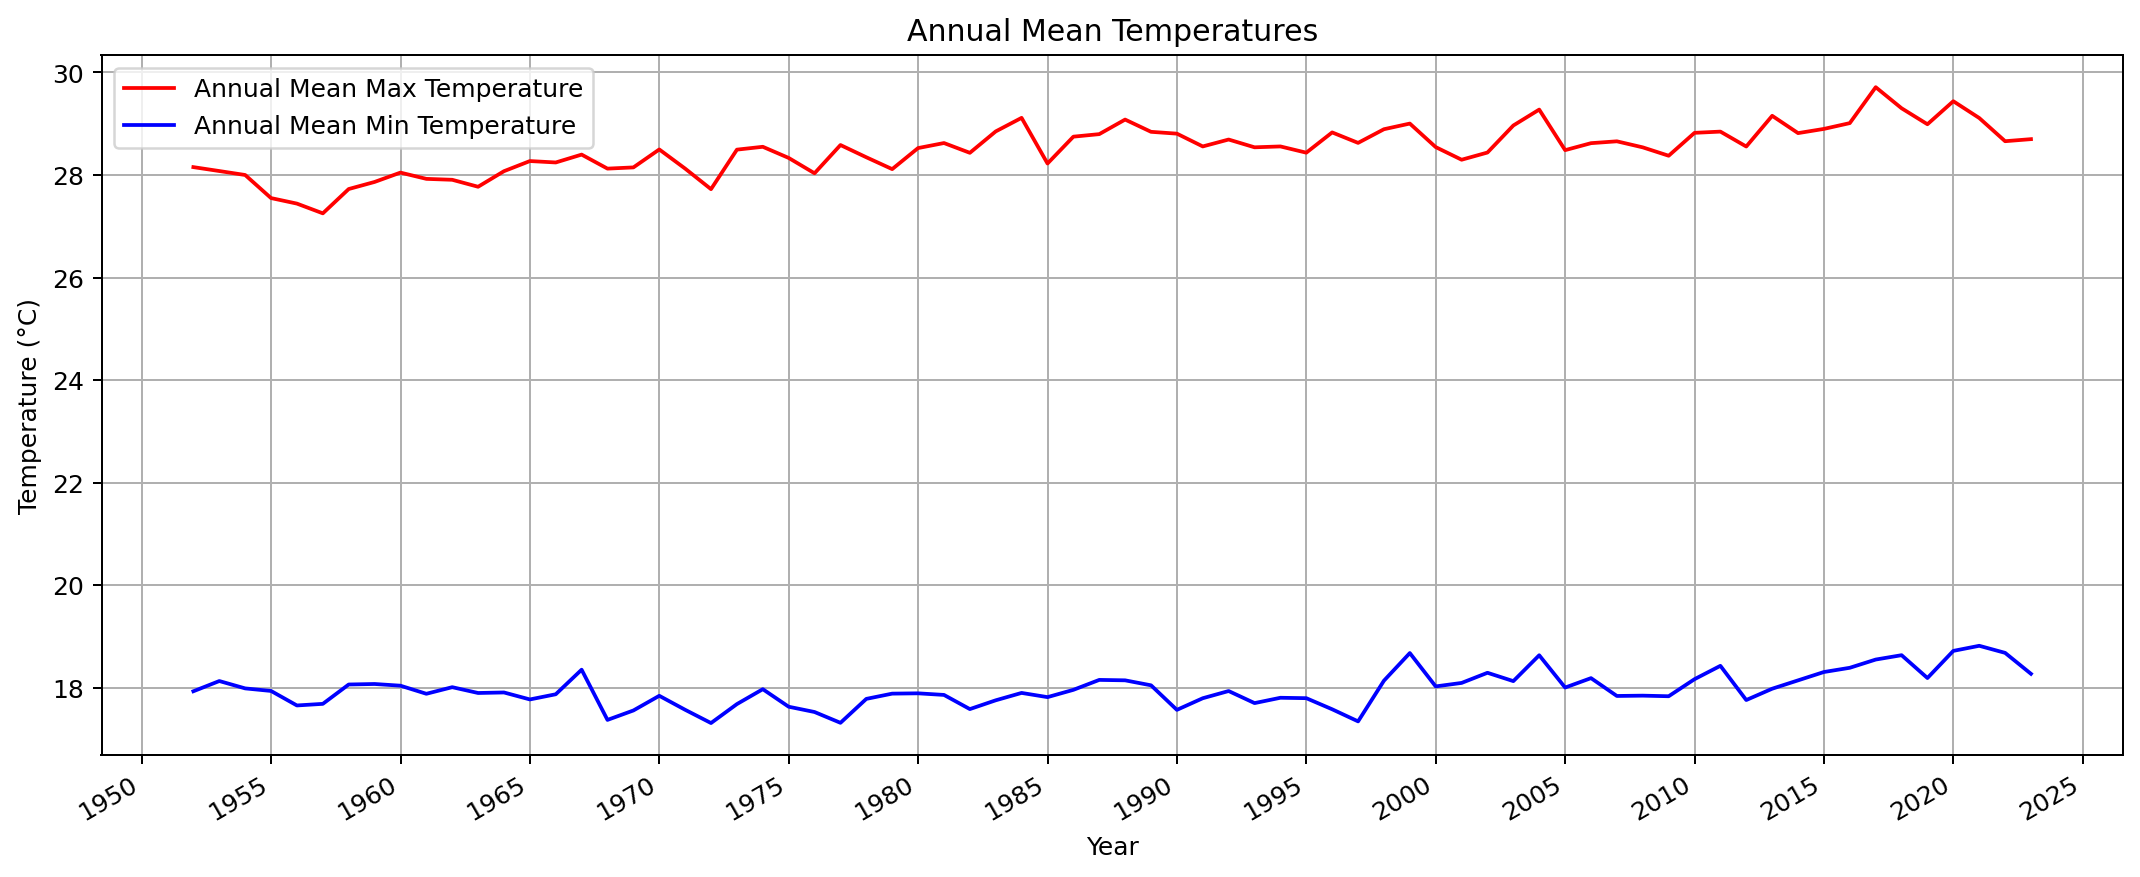 Annual Mean Temperatures
Annual Mean Max Temperature
Annual Mean Min Temperature
Temperature (°C)
30
28
26
24
22
20
18
1950 1955 1960 1965 1970 1975 1980 1985 1990 1995 2000 2005 2010 2015 2020 2025
Year